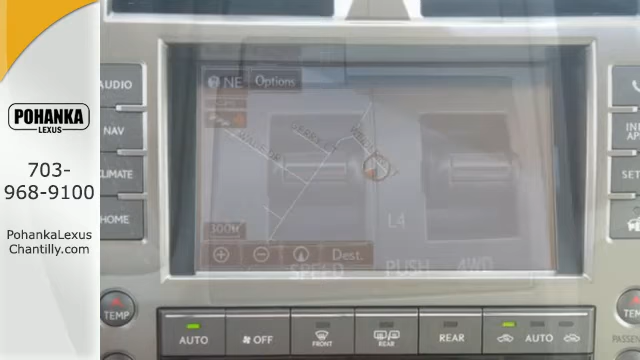 POHANKA
LEXUS
703-
968-9100
PohankaLexus
Chantilly.com
AUDIO
NAV
CLIMATE
HOME
TEMP
NE Options
300ft
Dest.
L4
SPEED PUSH 4WD
AUTO
OFF
FRONT
REAR
REAR
AUTO